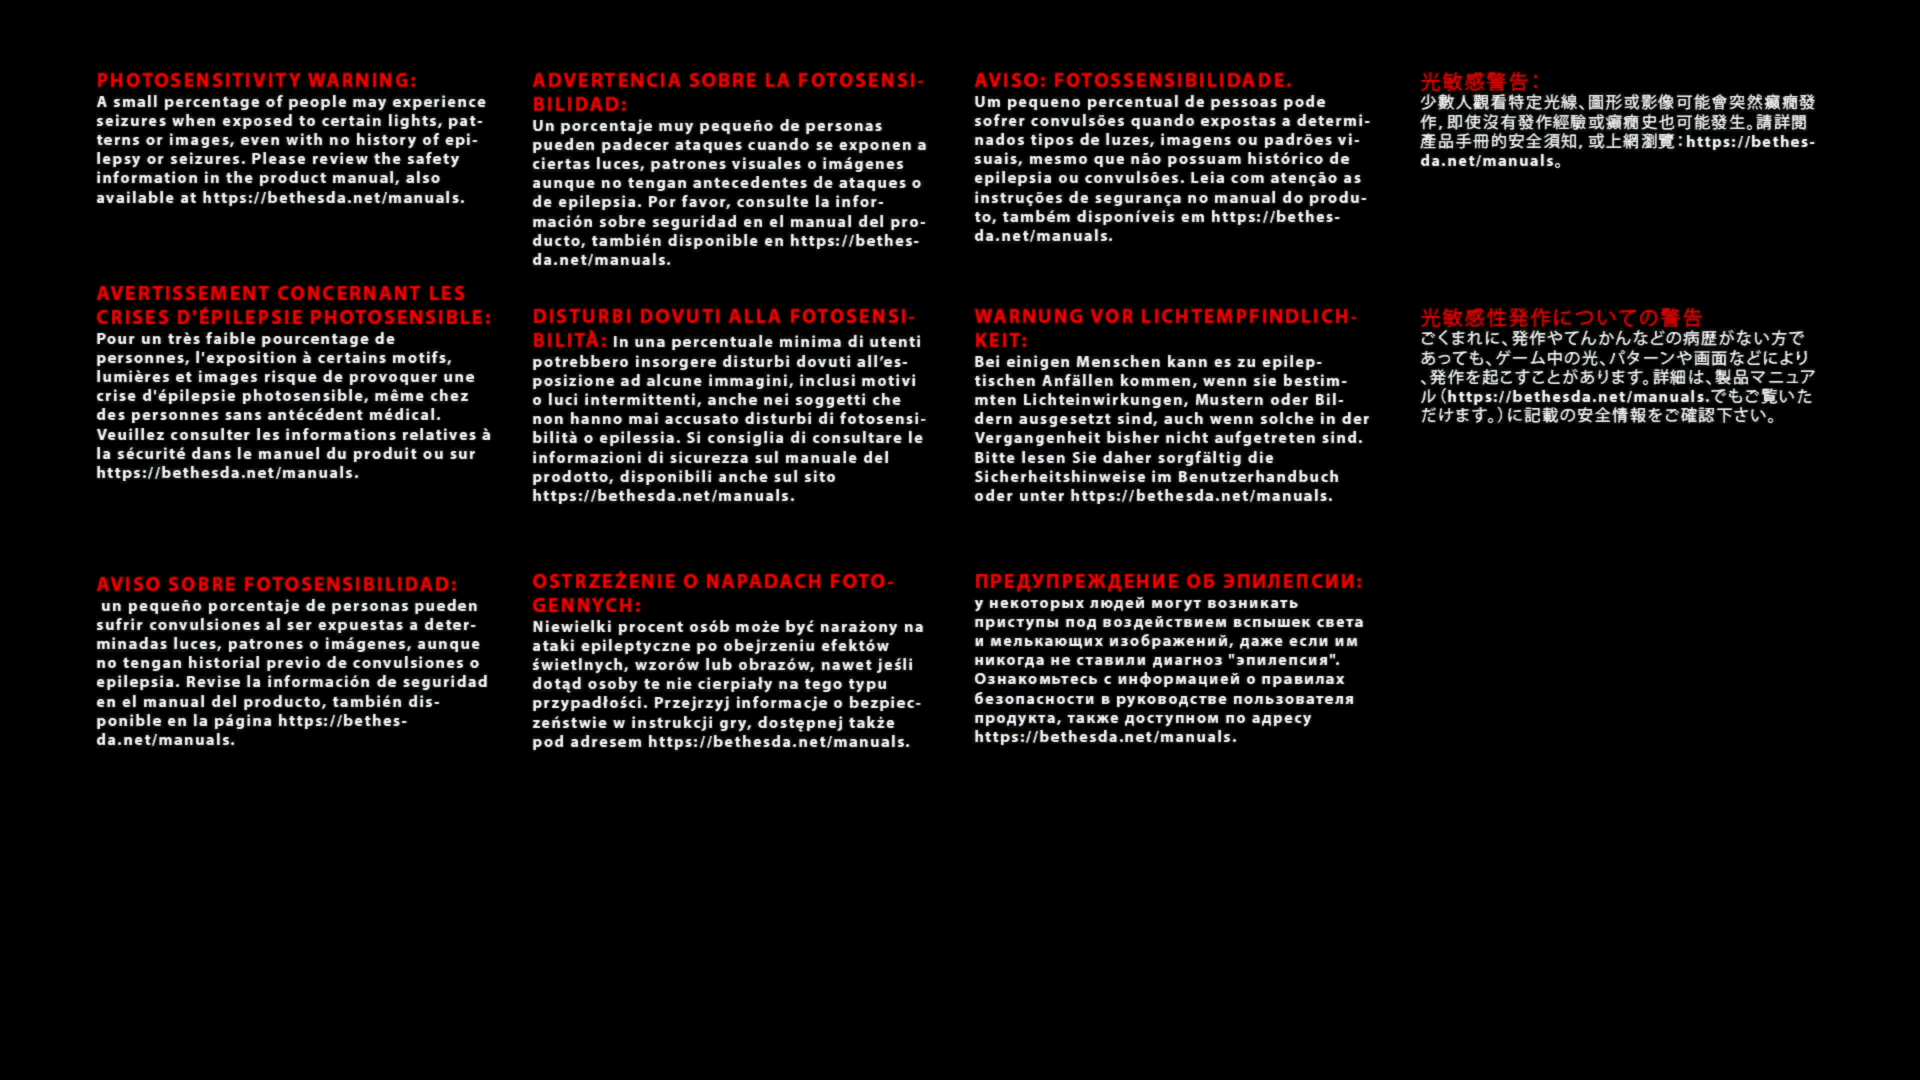 PHOTOSENSITIVITY WARNING:
A small percentage of people may experience
seizures when exposed to certain lights, pat-
terns or images, even with no history of epi-
lepsy or seizures. Please review the safety
information in the product manual, also
available at https://bethesda.net/manuals.
AVERTISSEMENT CONCERNANT LES
CRISES D'ÉPILEPSIE PHOTOSENSIBLE:
Pour un très faible pourcentage de
personnes, l'exposition à certains motifs,
lumières et images risque de provoquer une
crise d'épilepsie photosensible, même chez
des personnes sans antécédent médical.
Veuillez consulter les informations relatives à
la sécurité dans le manuel du produit ou sur
https://bethesda.net/manuals.
AVISO SOBRE FOTOSENSIBILIDAD:
un pequeño porcentaje de personas pueden
sufrir convulsiones al ser expuestas a deter-
minadas luces, patrones o imágenes, aunque
no tengan historial previo de convulsiones o
epilepsia. Revise la información de seguridad
en el manual del producto, también dis-
ponible en la página https://bethes-
da.net/manuals.
ADVERTENCIA SOBRE LA FOTOSENSI-
BILIDAD:
Un porcentaje muy pequeño de personas
pueden padecer ataques cuando se exponen a
ciertas luces, patrones visuales o imágenes
aunque no tengan antecedentes de ataques o
de epilepsia. Por favor, consulte la infor-
mación sobre seguridad en el manual del pro-
ducto, también disponible en https://bethes-
da.net/manuals.
DISTURBI DOVUTI ALLA FOTOSENSI-
BILITÀ: In una percentuale minima di utenti
potrebbero insorgere disturbi dovuti all’es-
posizione ad alcune immagini, inclusi motivi
o luci intermittenti, anche nei soggetti che
non hanno mai accusato disturbi di fotosensi-
bilità o epilessia. Si consiglia di consultare le
informazioni di sicurezza sul manuale del
prodotto, disponibili anche sul sito
https://bethesda.net/manuals.
OSTRZEŻENIE O NAPADACH FOTO-
GENNYCH:
Niewielki procent osób może być narażony na
ataki epileptyczne po obejrzeniu efektów
świetlnych, wzorów lub obrazów, nawet jeśli
dotąd osoby te nie cierpiały na tego typu
przypadłości. Przejrzyj informacje o bezpiec-
zeństwie w instrukcji gry, dostępnej także
pod adresem https://bethesda.net/manuals.
AVISO: FOTOSSENSIBILIDADE.
Um pequeno percentual de pessoas pode
sofrer convulsões quando expostas a determi-
nados tipos de luzes, imagens ou padrões vi-
suais, mesmo que não possuam histórico de
epilepsia ou convulsões. Leia com atenção as
instruções de segurança no manual do produ-
to, também disponíveis em https://bethes-
da.net/manuals.
WARNUNG VOR LICHTEMPFINDLICH-
KEIT:
Bei einigen Menschen kann es zu epilep-
tischen Anfällen kommen, wenn sie bestim-
mten Lichteinwirkungen, Mustern oder Bil-
dern ausgesetzt sind, auch wenn solche in der
Vergangenheit bisher nicht aufgetreten sind.
Bitte lesen Sie daher sorgfältig die
Sicherheitshinweise im Benutzerhandbuch
oder unter https://bethesda.net/manuals.
ПРЕДУПРЕЖДЕНИЕ ОБ ЭПИЛЕПСИИ:
у некоторых людей могут возникать
приступы под воздействием вспышек света
и мелькающих изображений, даже если им
никогда не ставили диагноз "эпилепсия".
Ознакомьтесь с информацией о правилах
безопасности в руководстве пользователя
продукта, также доступном по адресу
https://bethesda.net/manuals.
光敏感警告：
少數人觀看特定光線、圖形或影像可能會突然癲癇發
作，即使沒有發作經驗或癲癇史也可能發生。請詳閱
產品手冊的安全須知，或上網瀏覽：https://bethes-
da.net/manuals。
光敏感性発作についての警告
ごくまれに、発作やてんかんなどの病歴がない方で
あっても、ゲーム中の光、パターンや画面などにより
、発作を起こすことがあります。詳細は、製品マニュア
ル（https://bethesda.net/manuals.でもご覧いた
だけます。）に記載の安全情報をご確認下さい。